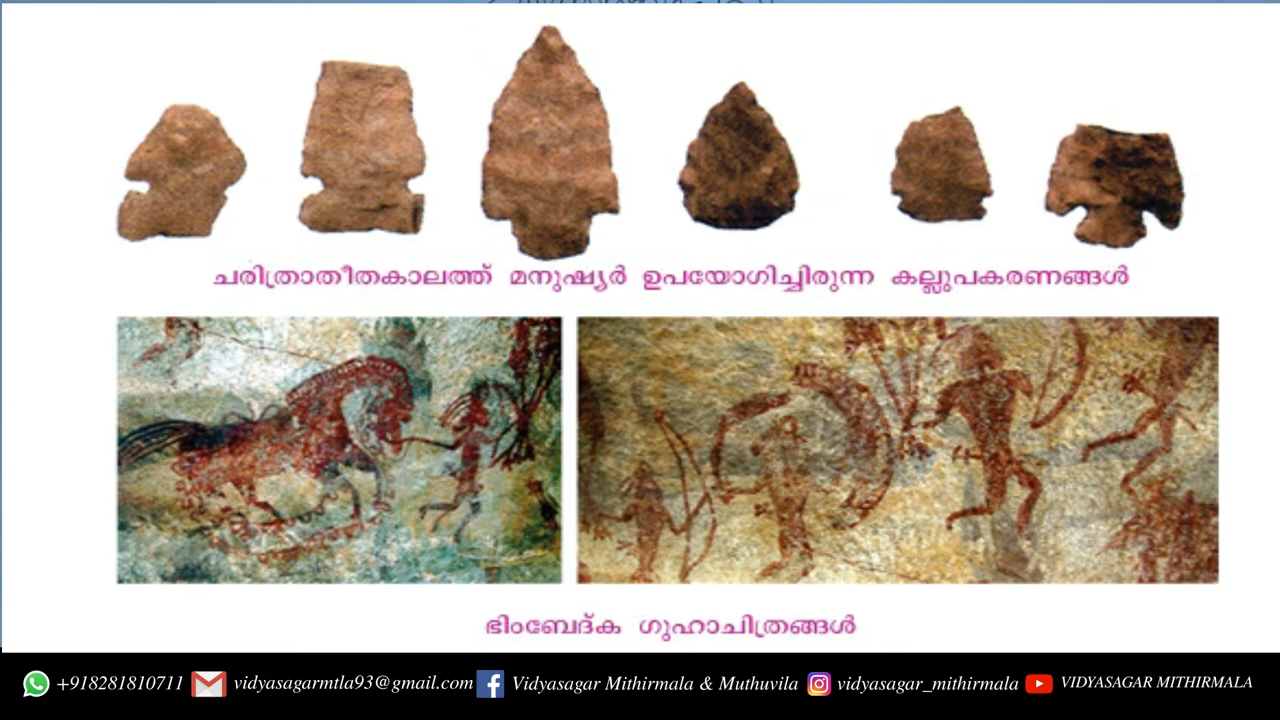 ചരിത്രാതീതകാലത്ത് മനുഷ്യർ ഉപയോഗിച്ചിരുന്ന കല്ലുപകരണങ്ങൾ
ഭിംബേദ്ക ഗുഹാചിത്രങ്ങൾ
+918281810711 vidyasagarmtla93@gmail.com Vidyasagar Mithirmala & Muthuvila vidyasagar_mithirmala VIDYASAGAR MITHIRMALA